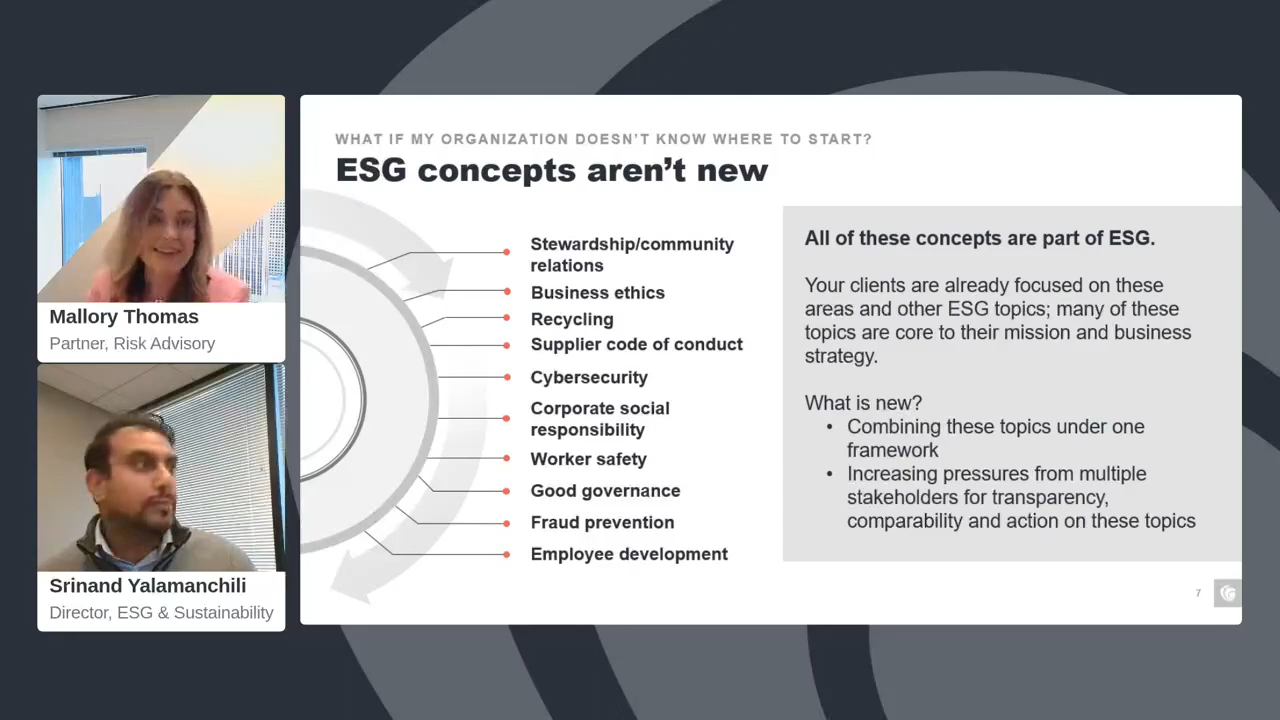 Mallory Thomas
Partner, Risk Advisory
Srinand Yalamanchili
Director, ESG & Sustainability
WHAT IF MY ORGANIZATION DOESN'T KNOW WHERE TO START?
ESG concepts aren't new
Stewardship/community
relations
Business ethics
Recycling
Supplier code of conduct
Cybersecurity
Corporate social
responsibility
Worker safety
Good governance
Fraud prevention
Employee development
All of these concepts are part of ESG.
Your clients are already focused on these
areas and other ESG topics; many of these
topics are core to their mission and business
strategy.
What is new?
• Combining these topics under one
framework
• Increasing pressures from multiple
stakeholders for transparency,
comparability and action on these topics
7